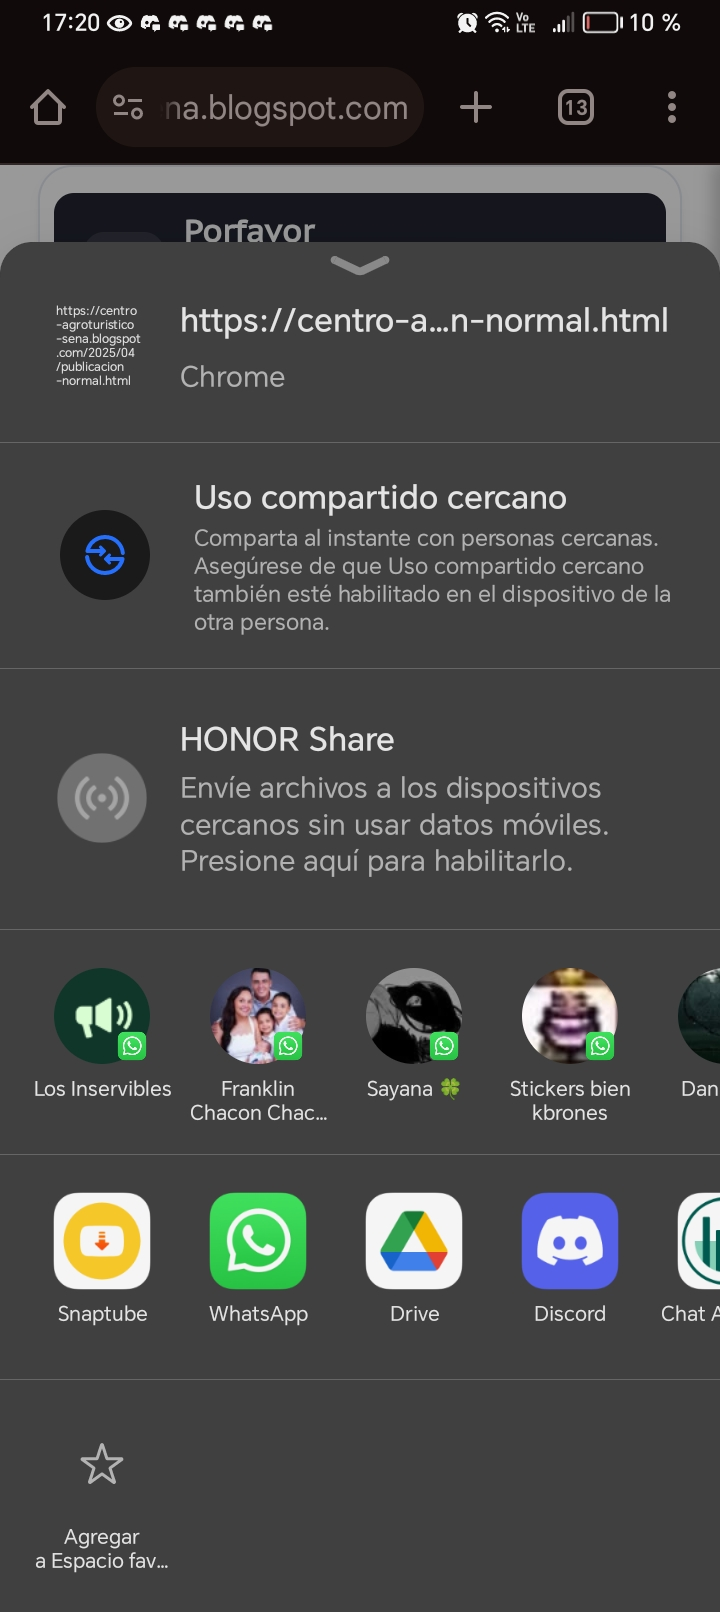 17:20
Vo
LTE
10 %
na.blogspot.com
13
Porfavor
https://centro
-agroturistico
-sena.blogspot
.com/2025/04
/publicacion
-normal.html
https://centro-a...n-normal.html
Chrome
Uso compartido cercano
Comparta al instante con personas cercanas.
Asegúrese de que Uso compartido cercano
también esté habilitado en el dispositivo de la
otra persona.
HONOR Share
Envíe archivos a los dispositivos
cercanos sin usar datos móviles.
Presione aquí para habilitarlo.
Los Inservibles
Franklin
Chacon Chac...
Sayana 🍀
Stickers bien
kbrones
Dan
Snaptube
WhatsApp
Drive
Discord
Chat A
Agregar
a Espacio fav...